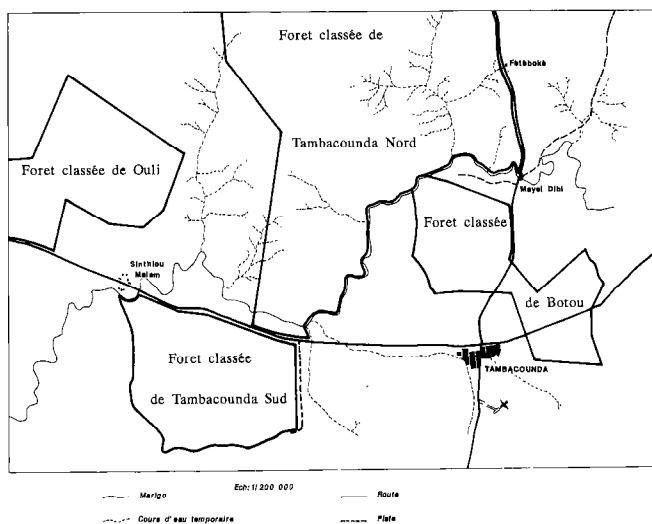 Foret classée de
Fétéboké
Tambacounda Nord
Foret classée de Ouli
Mayel Dibi
Foret classée
Sinthiou
Malam
de Botou
Foret classée
de Tambacounda Sud
TAMBACOUNDA
Ech: 1/200 000
Marigo
Route
Cours d'eau temporaire
Piste